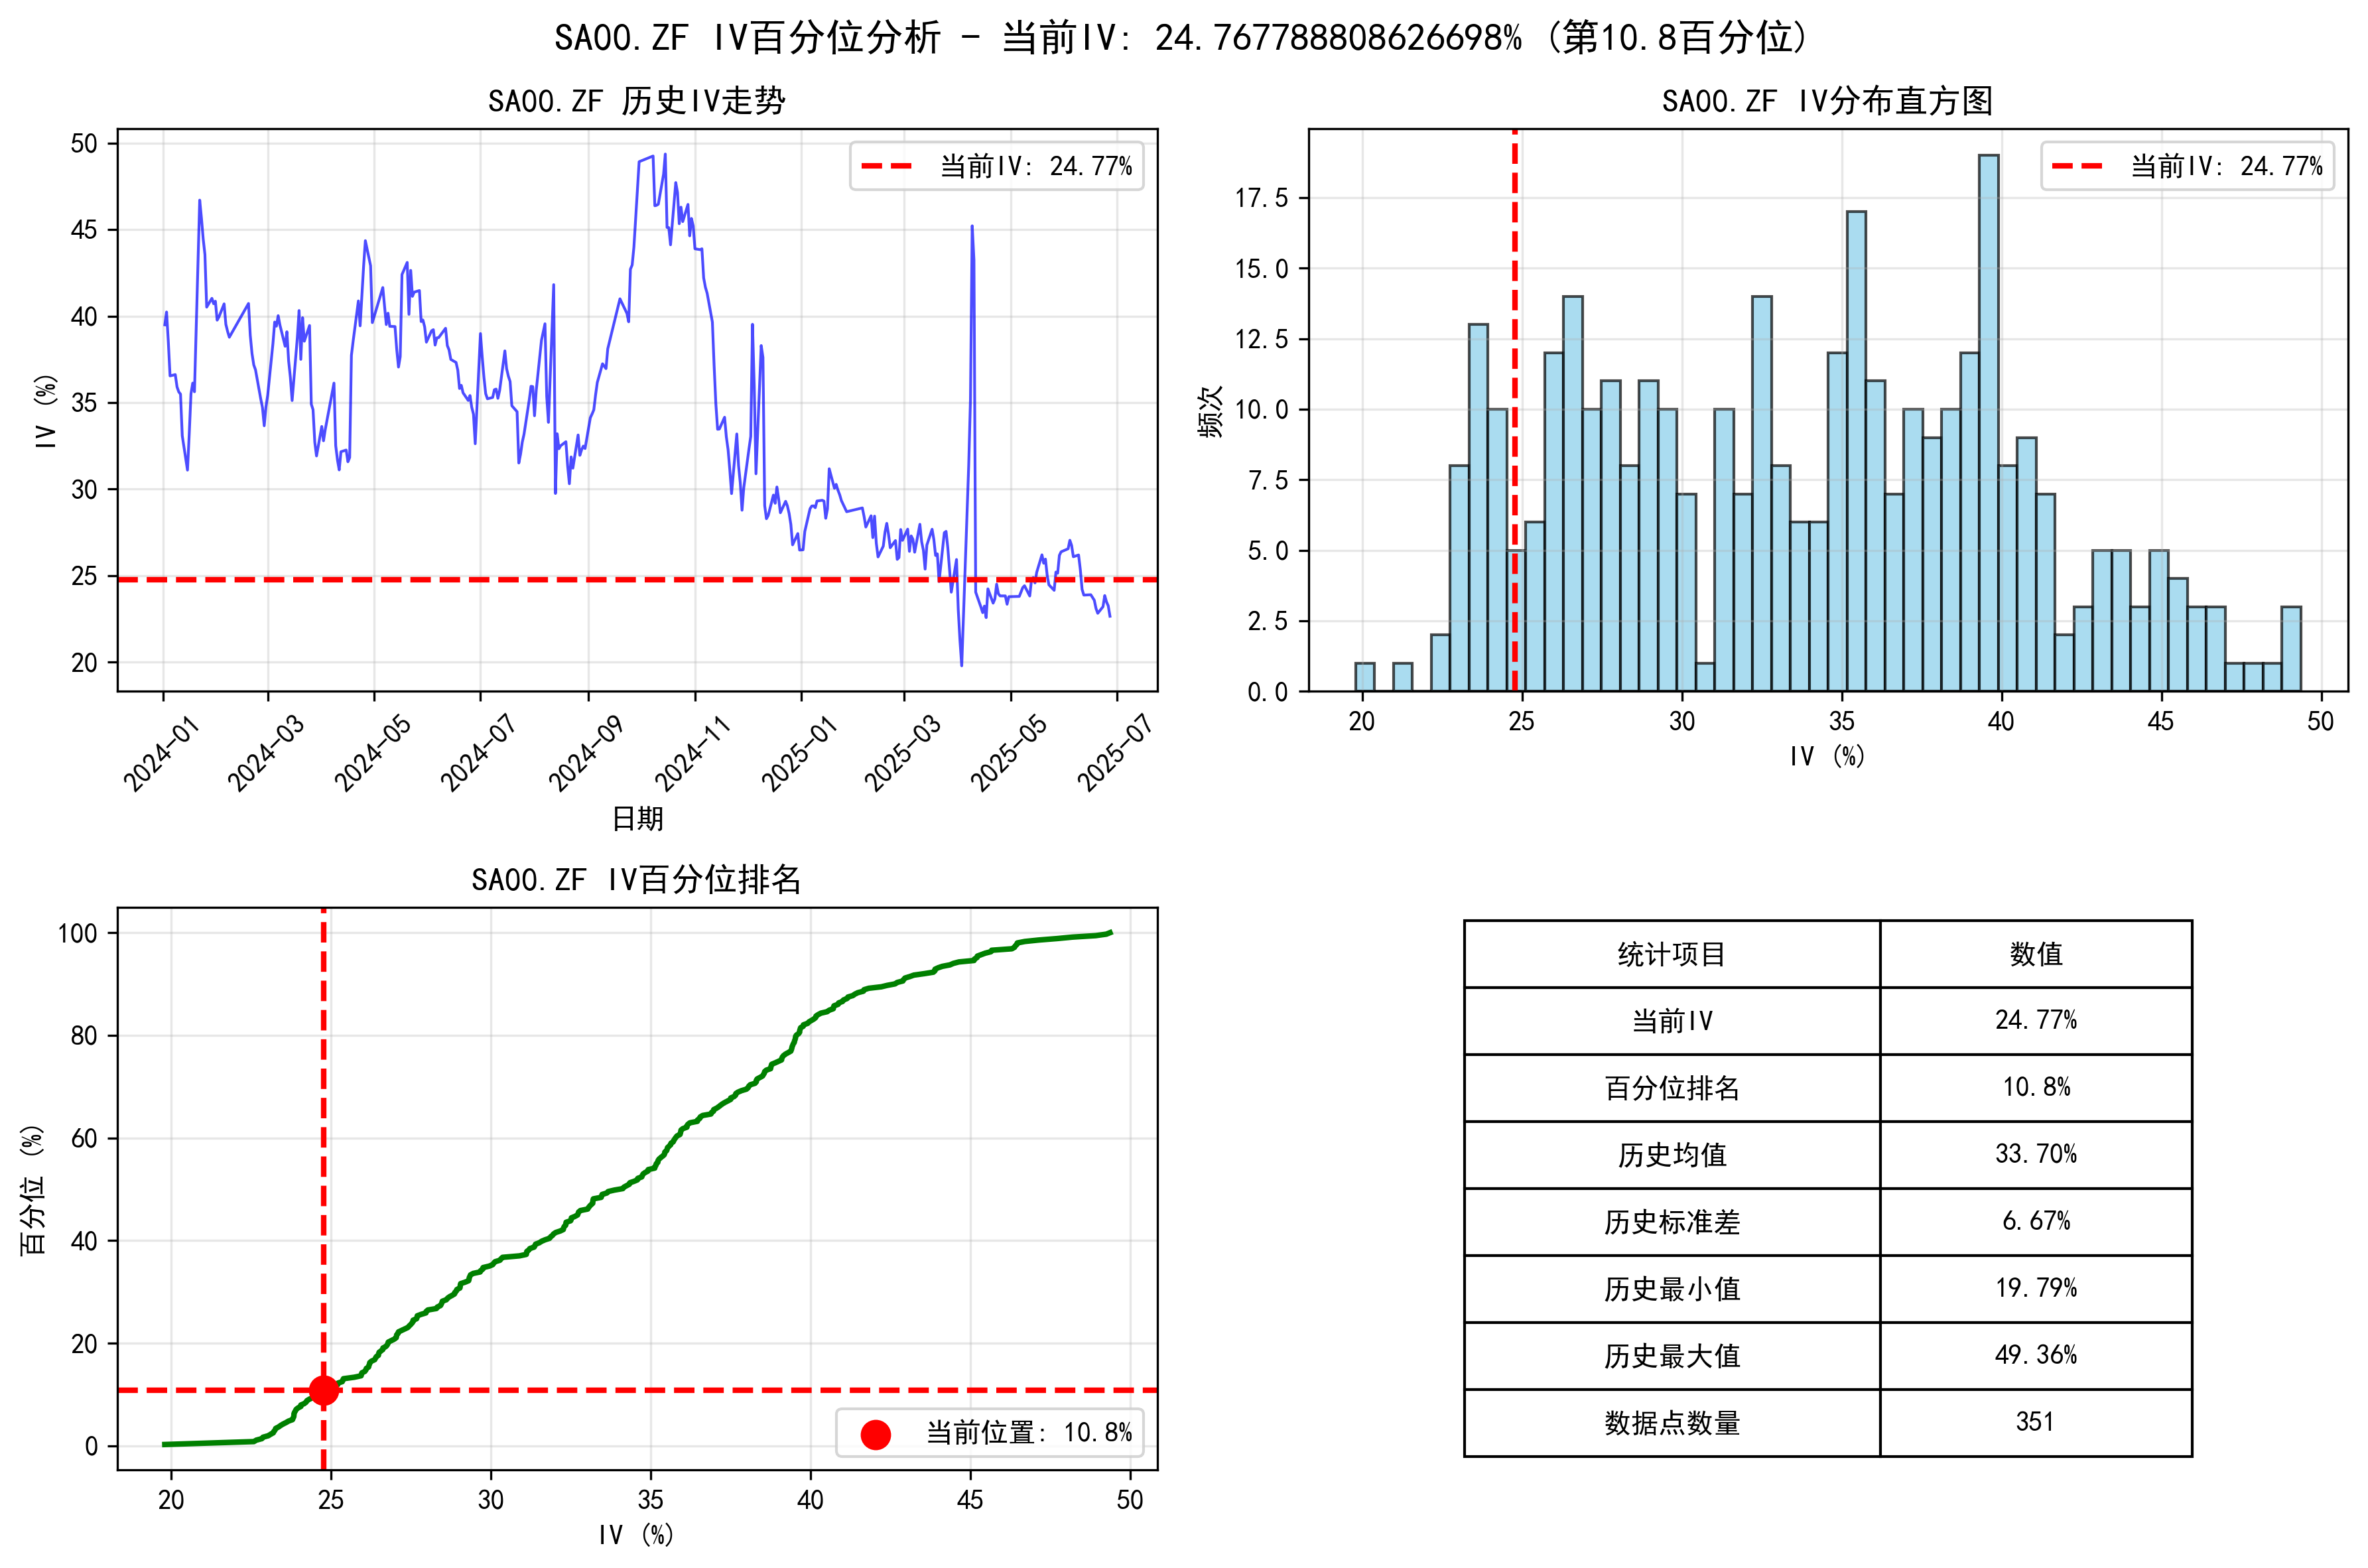 SA00.ZF IV百分位分析 - 当前IV: 24.767788808626698% (第10.8百分位)
SA00.ZF 历史IV走势
当前IV: 24.77%
50
45
40
35
30
25
20
IV (%)
2024-01
2024-03
2024-05
2024-07
2024-09
2024-11
2025-01
2025-03
2025-05
2025-07
日期
SA00.ZF IV分布直方图
当前IV: 24.77%
17.5
15.0
12.5
10.0
7.5
5.0
2.5
0.0
频次
20
25
30
35
40
45
50
IV (%)
SA00.ZF IV百分位排名
100
80
60
40
20
0
百分位 (%)
当前位置: 10.8%
20
25
30
35
40
45
50
IV (%)
统计项目 数值
当前IV 24.77%
百分位排名 10.8%
历史均值 33.70%
历史标准差 6.67%
历史最小值 19.79%
历史最大值 49.36%
数据点数量 351